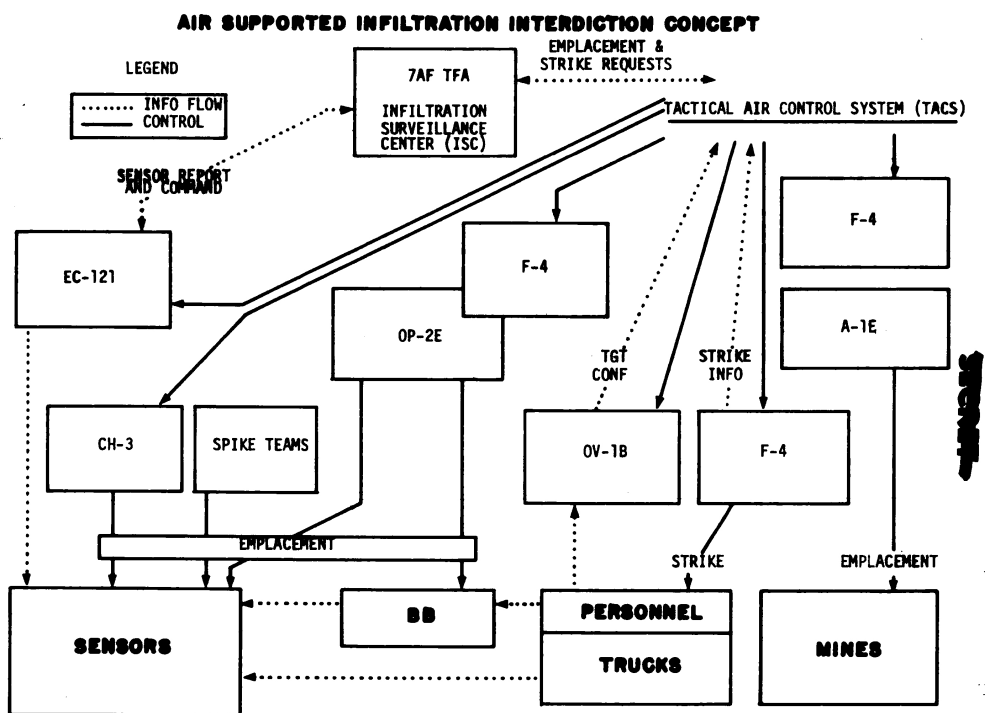 AIR SUPPORTED INFILTRATION INTERDICTION CONCEPT
LEGEND
INFO FLOW
CONTROL
7AF TFA
INFILTRATION
SURVEILLANCE
CENTER (ISC)
EMPLACEMENT &
STRIKE REQUESTS
TACTICAL AIR CONTROL SYSTEM (TACS)
SENSOR REPORT
AND COMMAND
EC-121
F-4
F-4
OP-2E
A-1E
TGT
CONF
STRIKE
INFO
SECRET
CH-3
SPIKE TEAMS
OV-1B
F-4
EMPLACEMENT
STRIKE
EMPLACEMENT
SENSORS
BB
PERSONNEL
TRUCKS
MINES